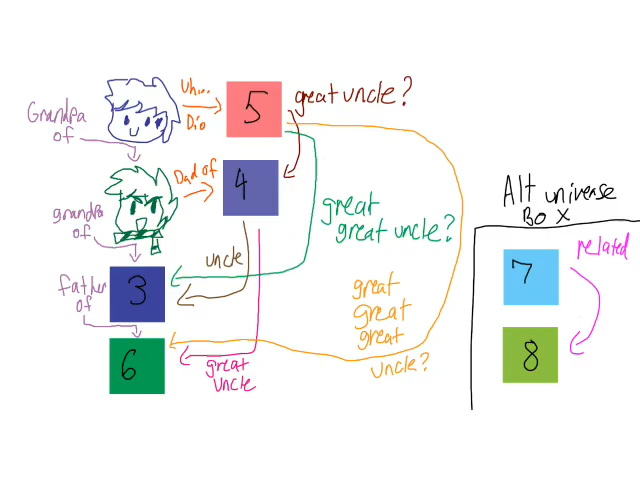 Uh...
Dio
5
great uncle?
Grandpa
of
Dad of
4
great
great uncle?
grandpa
of
uncle
3
father
of
6
great
uncle
great
great
great
uncle?
Alt universe
Box
7
related
8